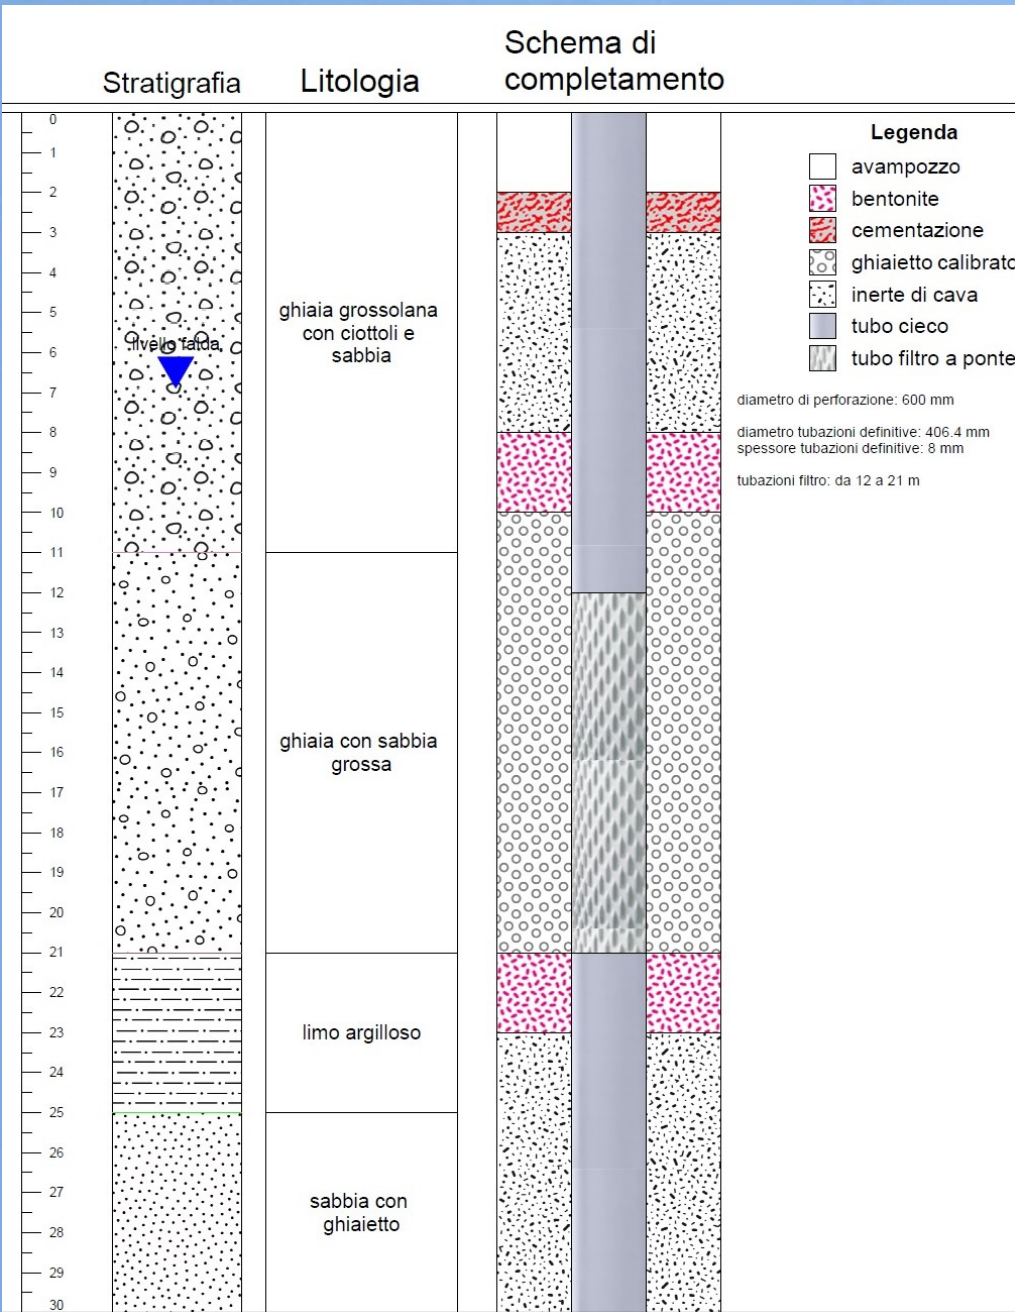 Stratigrafia
Litologia
Schema di
completamento
0
1
2
3
4
5
6
7
8
9
10
11
12
13
14
15
16
17
18
19
20
21
22
23
24
25
26
27
28
29
30
livello falda
ghiaia grossolana
con ciottoli e
sabbia
ghiaia con sabbia
grossa
limo argilloso
sabbia con
ghiaietto
Legenda
avampozzo
bentonite
cementazione
ghiaietto calibrato
inerte di cava
tubo cieco
tubo filtro a ponte
diametro di perforazione: 600 mm
diametro tubazioni definitive: 406.4 mm
spessore tubazioni definitive: 8 mm
tubazioni filtro: da 12 a 21 m